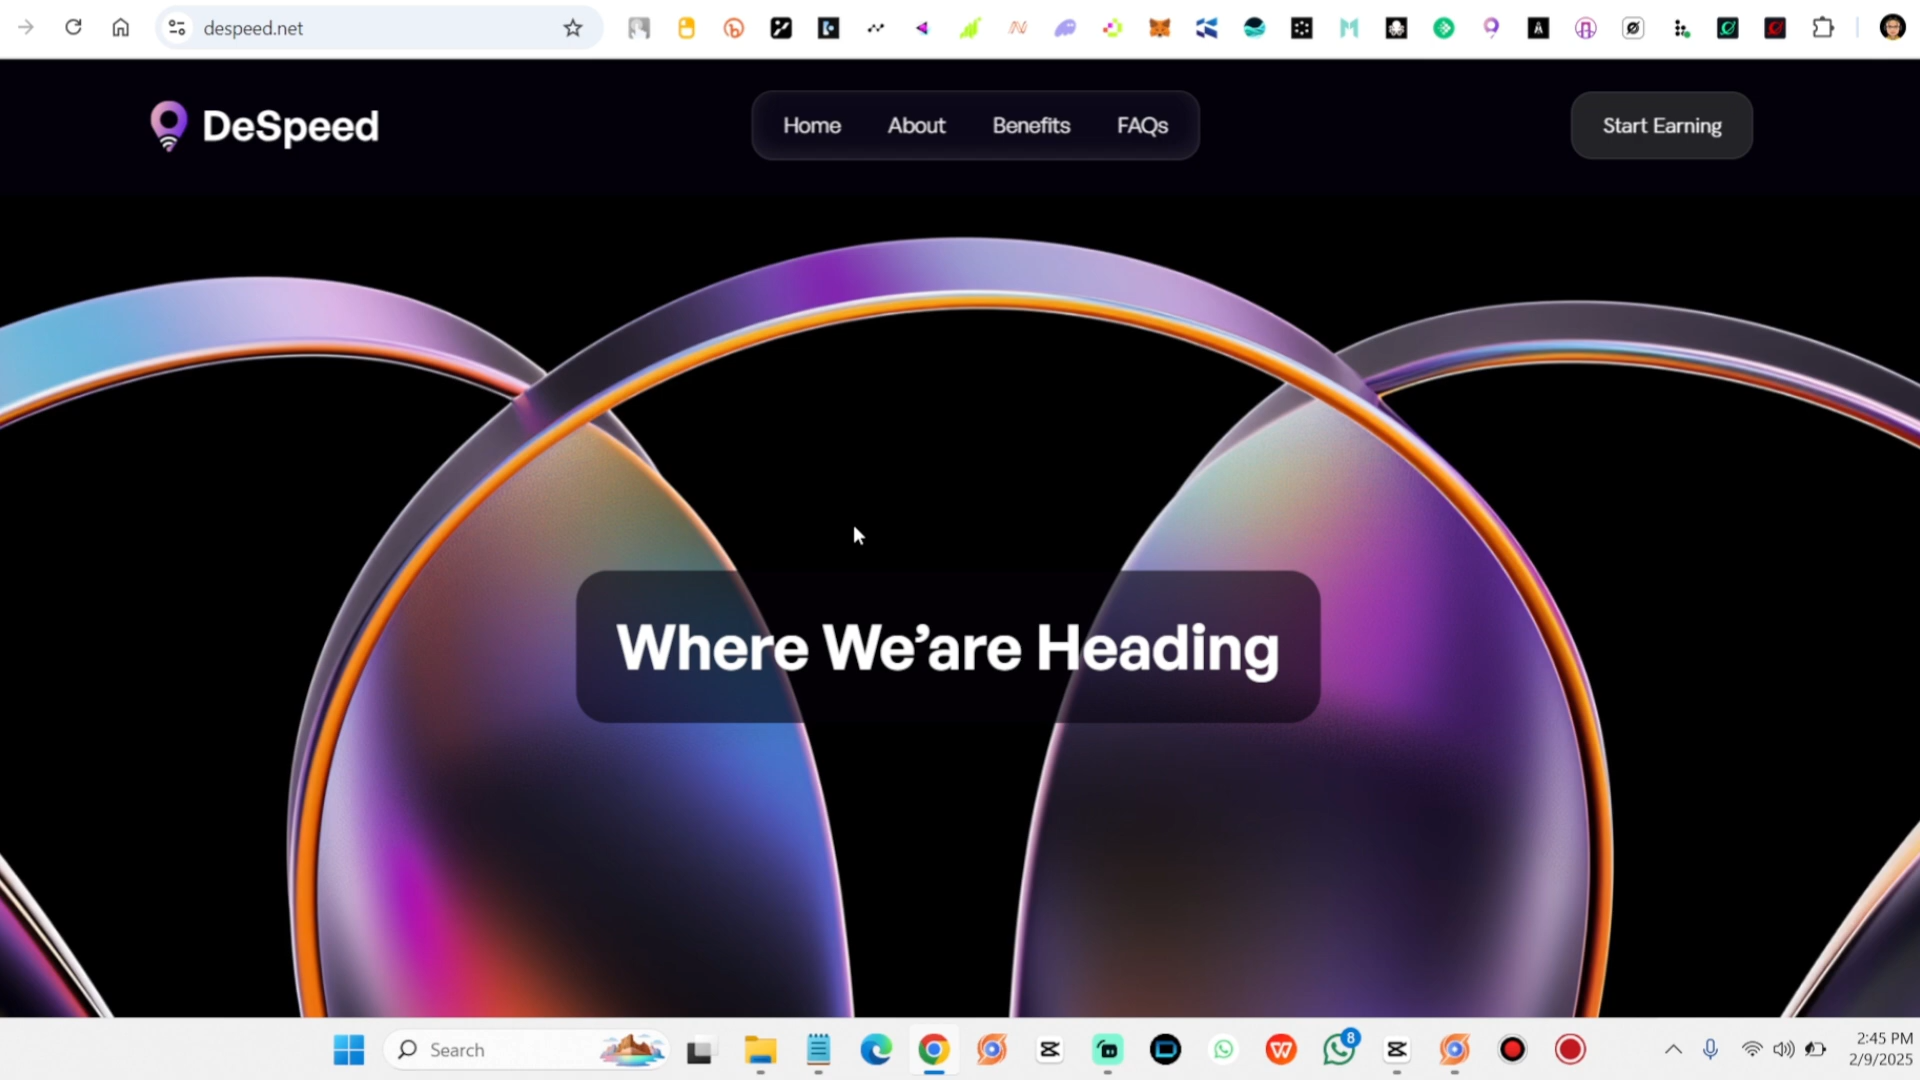 despeed.net
DeSpeed
Home
About
Benefits
FAQs
Start Earning
Where We’are Heading
Search
8
2:45 PM
2/9/2025